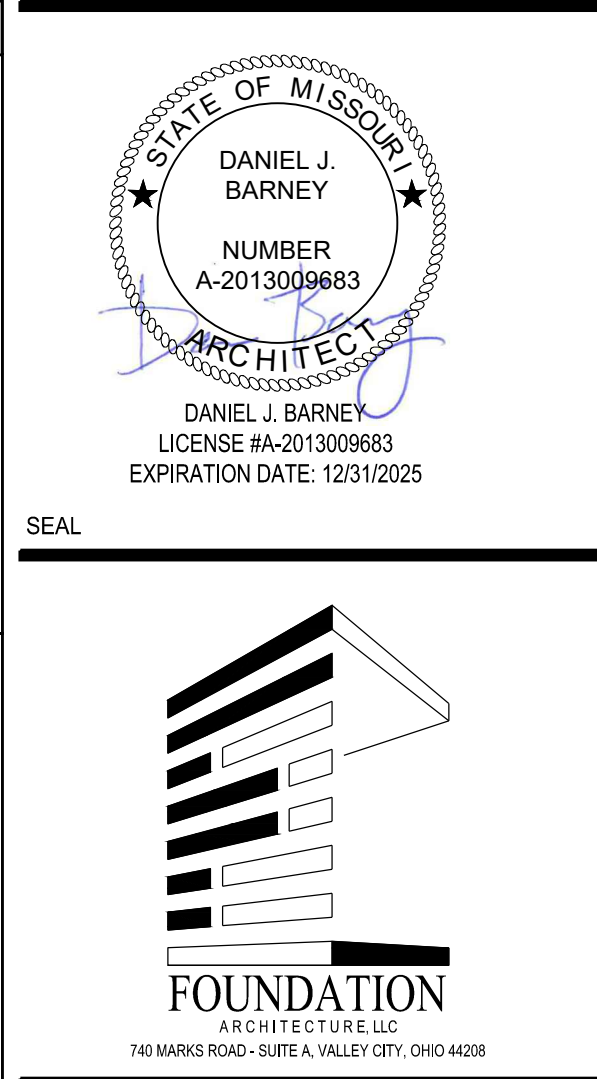 STATE OF MISSOURI
DANIEL J.
BARNEY
NUMBER
A-2013009683
ARCHITECT
DANIEL J. BARNEY
LICENSE #A-2013009683
EXPIRATION DATE: 12/31/2025
SEAL
FOUNDATION
ARCHITECTURE, LLC
740 MARKS ROAD - SUITE A, VALLEY CITY, OHIO 44208